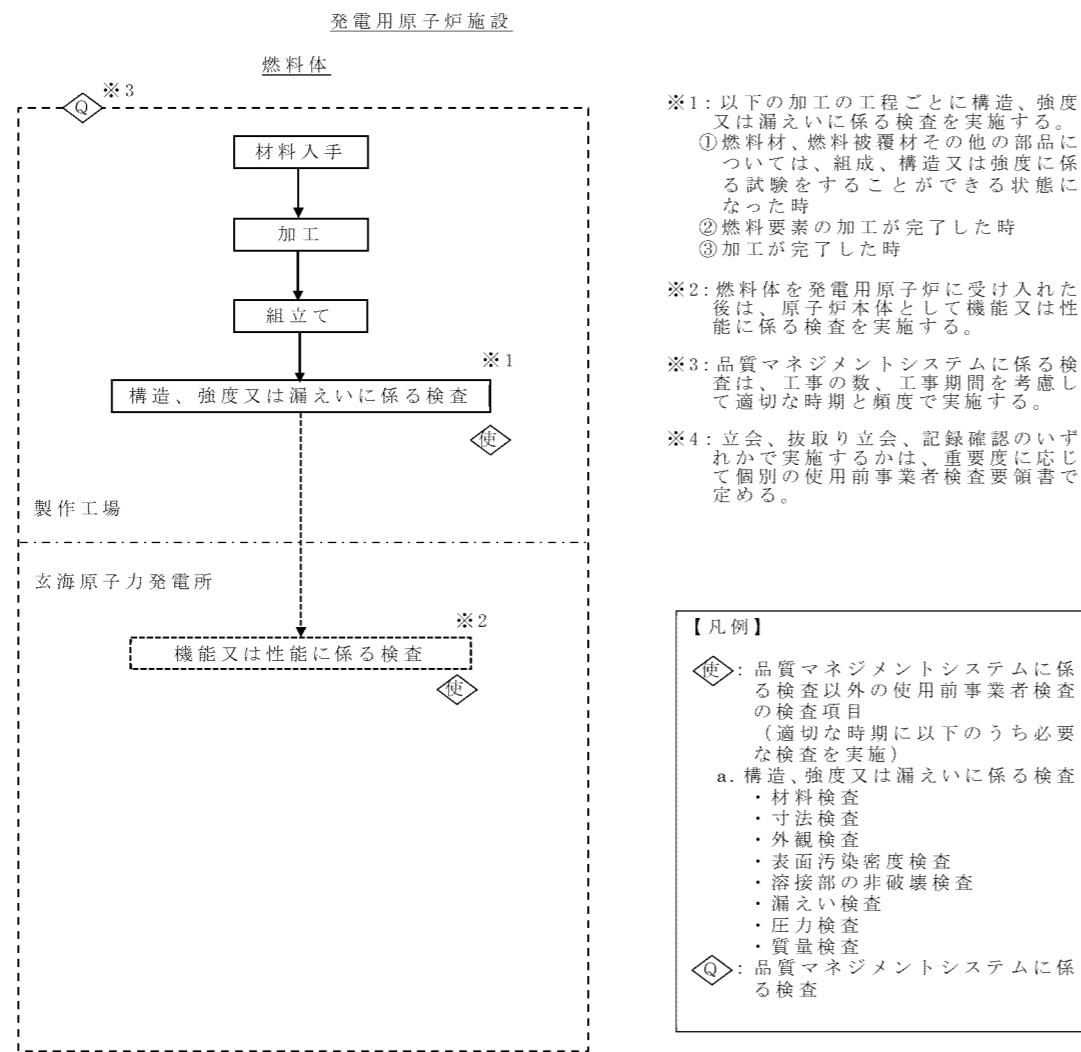 発電用原子炉施設
燃料体
Q
※3
材料入手
加工
組立て
※1
構造、強度又は漏えいに係る検査
使
製作工場
玄海原子力発電所
※2
機能又は性能に係る検査
使
※1:以下の加工の工程ごとに構造、強度
又は漏えいに係る検査を実施する。
①燃料材、燃料被覆材その他の部品に
ついては、組成、構造又は強度に係
る試験をすることができる状態に
なった時
②燃料要素の加工が完了した時
③加工が完了した時
※2:燃料体を発電用原子炉に受け入れた
後は、原子炉本体として機能又は性
能に係る検査を実施する。
※3:品質マネジメントシステムに係る検
査は、工事の数、工事期間を考慮し
て適切な時期と頻度で実施する。
※4:立会、抜取り立会、記録確認のいず
れかで実施するかは、重要度に応じ
て個別の使用前事業者検査要領書で
定める。
【凡例】
使:品質マネジメントシステムに係
る検査以外の使用前事業者検査
の検査項目
(適切な時期に以下のうち必要
な検査を実施)
a.構造、強度又は漏えいに係る検査
・材料検査
・寸法検査
・外観検査
・表面汚染密度検査
・溶接部の非破壊検査
・漏えい検査
・圧力検査
・質量検査
Q:品質マネジメントシステムに係
る検査